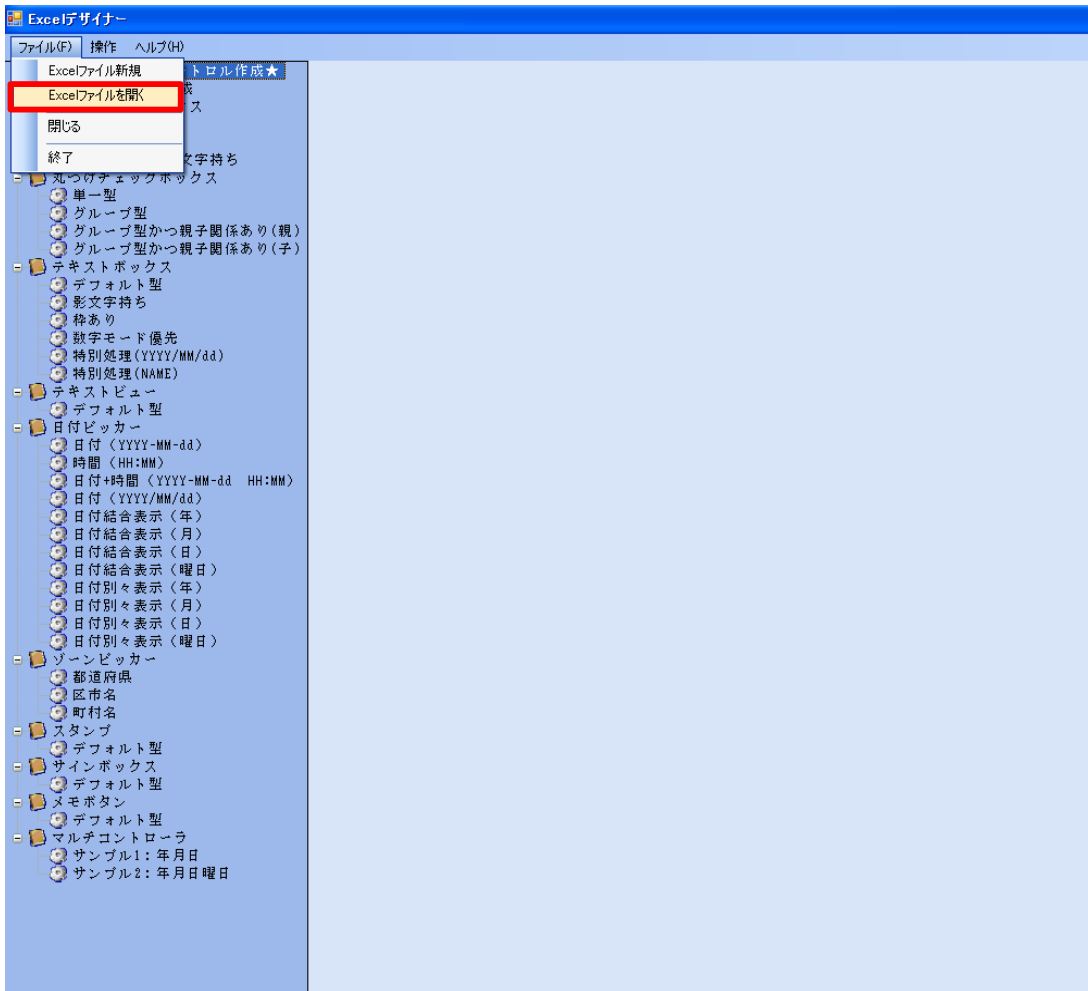 Excelデザイナー
ファイル(F) 操作 ヘルプ(H)
Excelファイル新規
Excelファイルを開く
閉じる
終了
トロル作成★
ス
文字持ち
丸つけチェックボックス
単一型
グループ型
グループ型かつ親子関係あり(親)
グループ型かつ親子関係あり(子)
テキストボックス
デフォルト型
影文字持ち
枠あり
数字モード優先
特別処理(YYYY/MM/dd)
特別処理(NAME)
テキストビュー
デフォルト型
日付ピッカー
日付（YYYY-MM-dd）
時間（HH:MM）
日付+時間（YYYY-MM-dd HH:MM）
日付（YYYY/MM/dd）
日付結合表示（年）
日付結合表示（月）
日付結合表示（日）
日付結合表示（曜日）
日付別々表示（年）
日付別々表示（月）
日付別々表示（日）
日付別々表示（曜日）
ゾーンピッカー
都道府県
区市名
町村名
スタンプ
デフォルト型
サインボックス
デフォルト型
メモボタン
デフォルト型
マルチコントローラ
サンプル1：年月日
サンプル2：年月日曜日